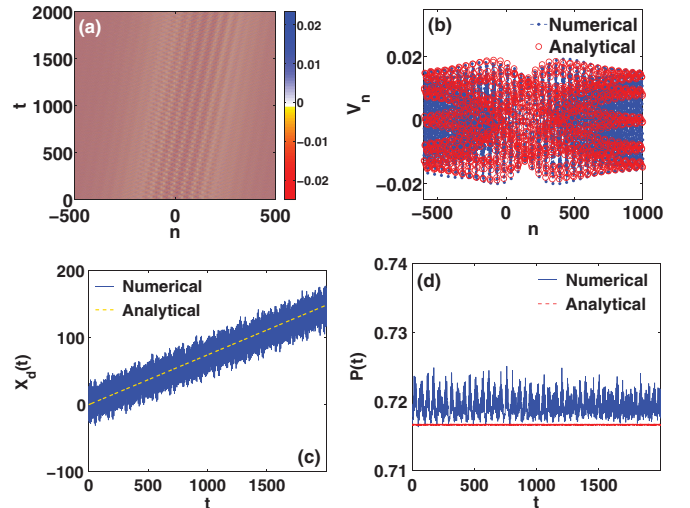 (a)
2000
1500
1000
500
0
t
-500
0
500
n
0.02
0.01
0
-0.01
-0.02
(b)
Numerical
Analytical
V_n
0.02
0
-0.02
-500
0
500
1000
n
200
100
0
-100
X_d(t)
Numerical
Analytical
(c)
0
500
1000
1500
t
0.74
0.73
0.72
0.71
P(t)
(d)
Numerical
Analytical
0
500
1000
1500
t